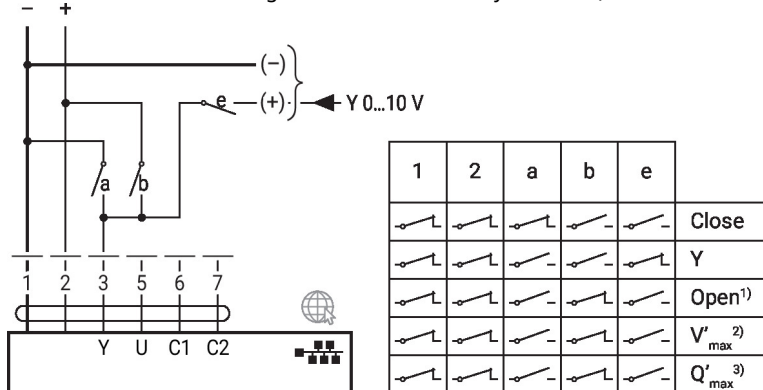 − +
(−)
e (+) Y 0...10 V
a b
1 2 3 5 6 7
Y U C1 C2
1 2 a b e
Close
Y
Open1)
V'max 2)
Q'max 3)